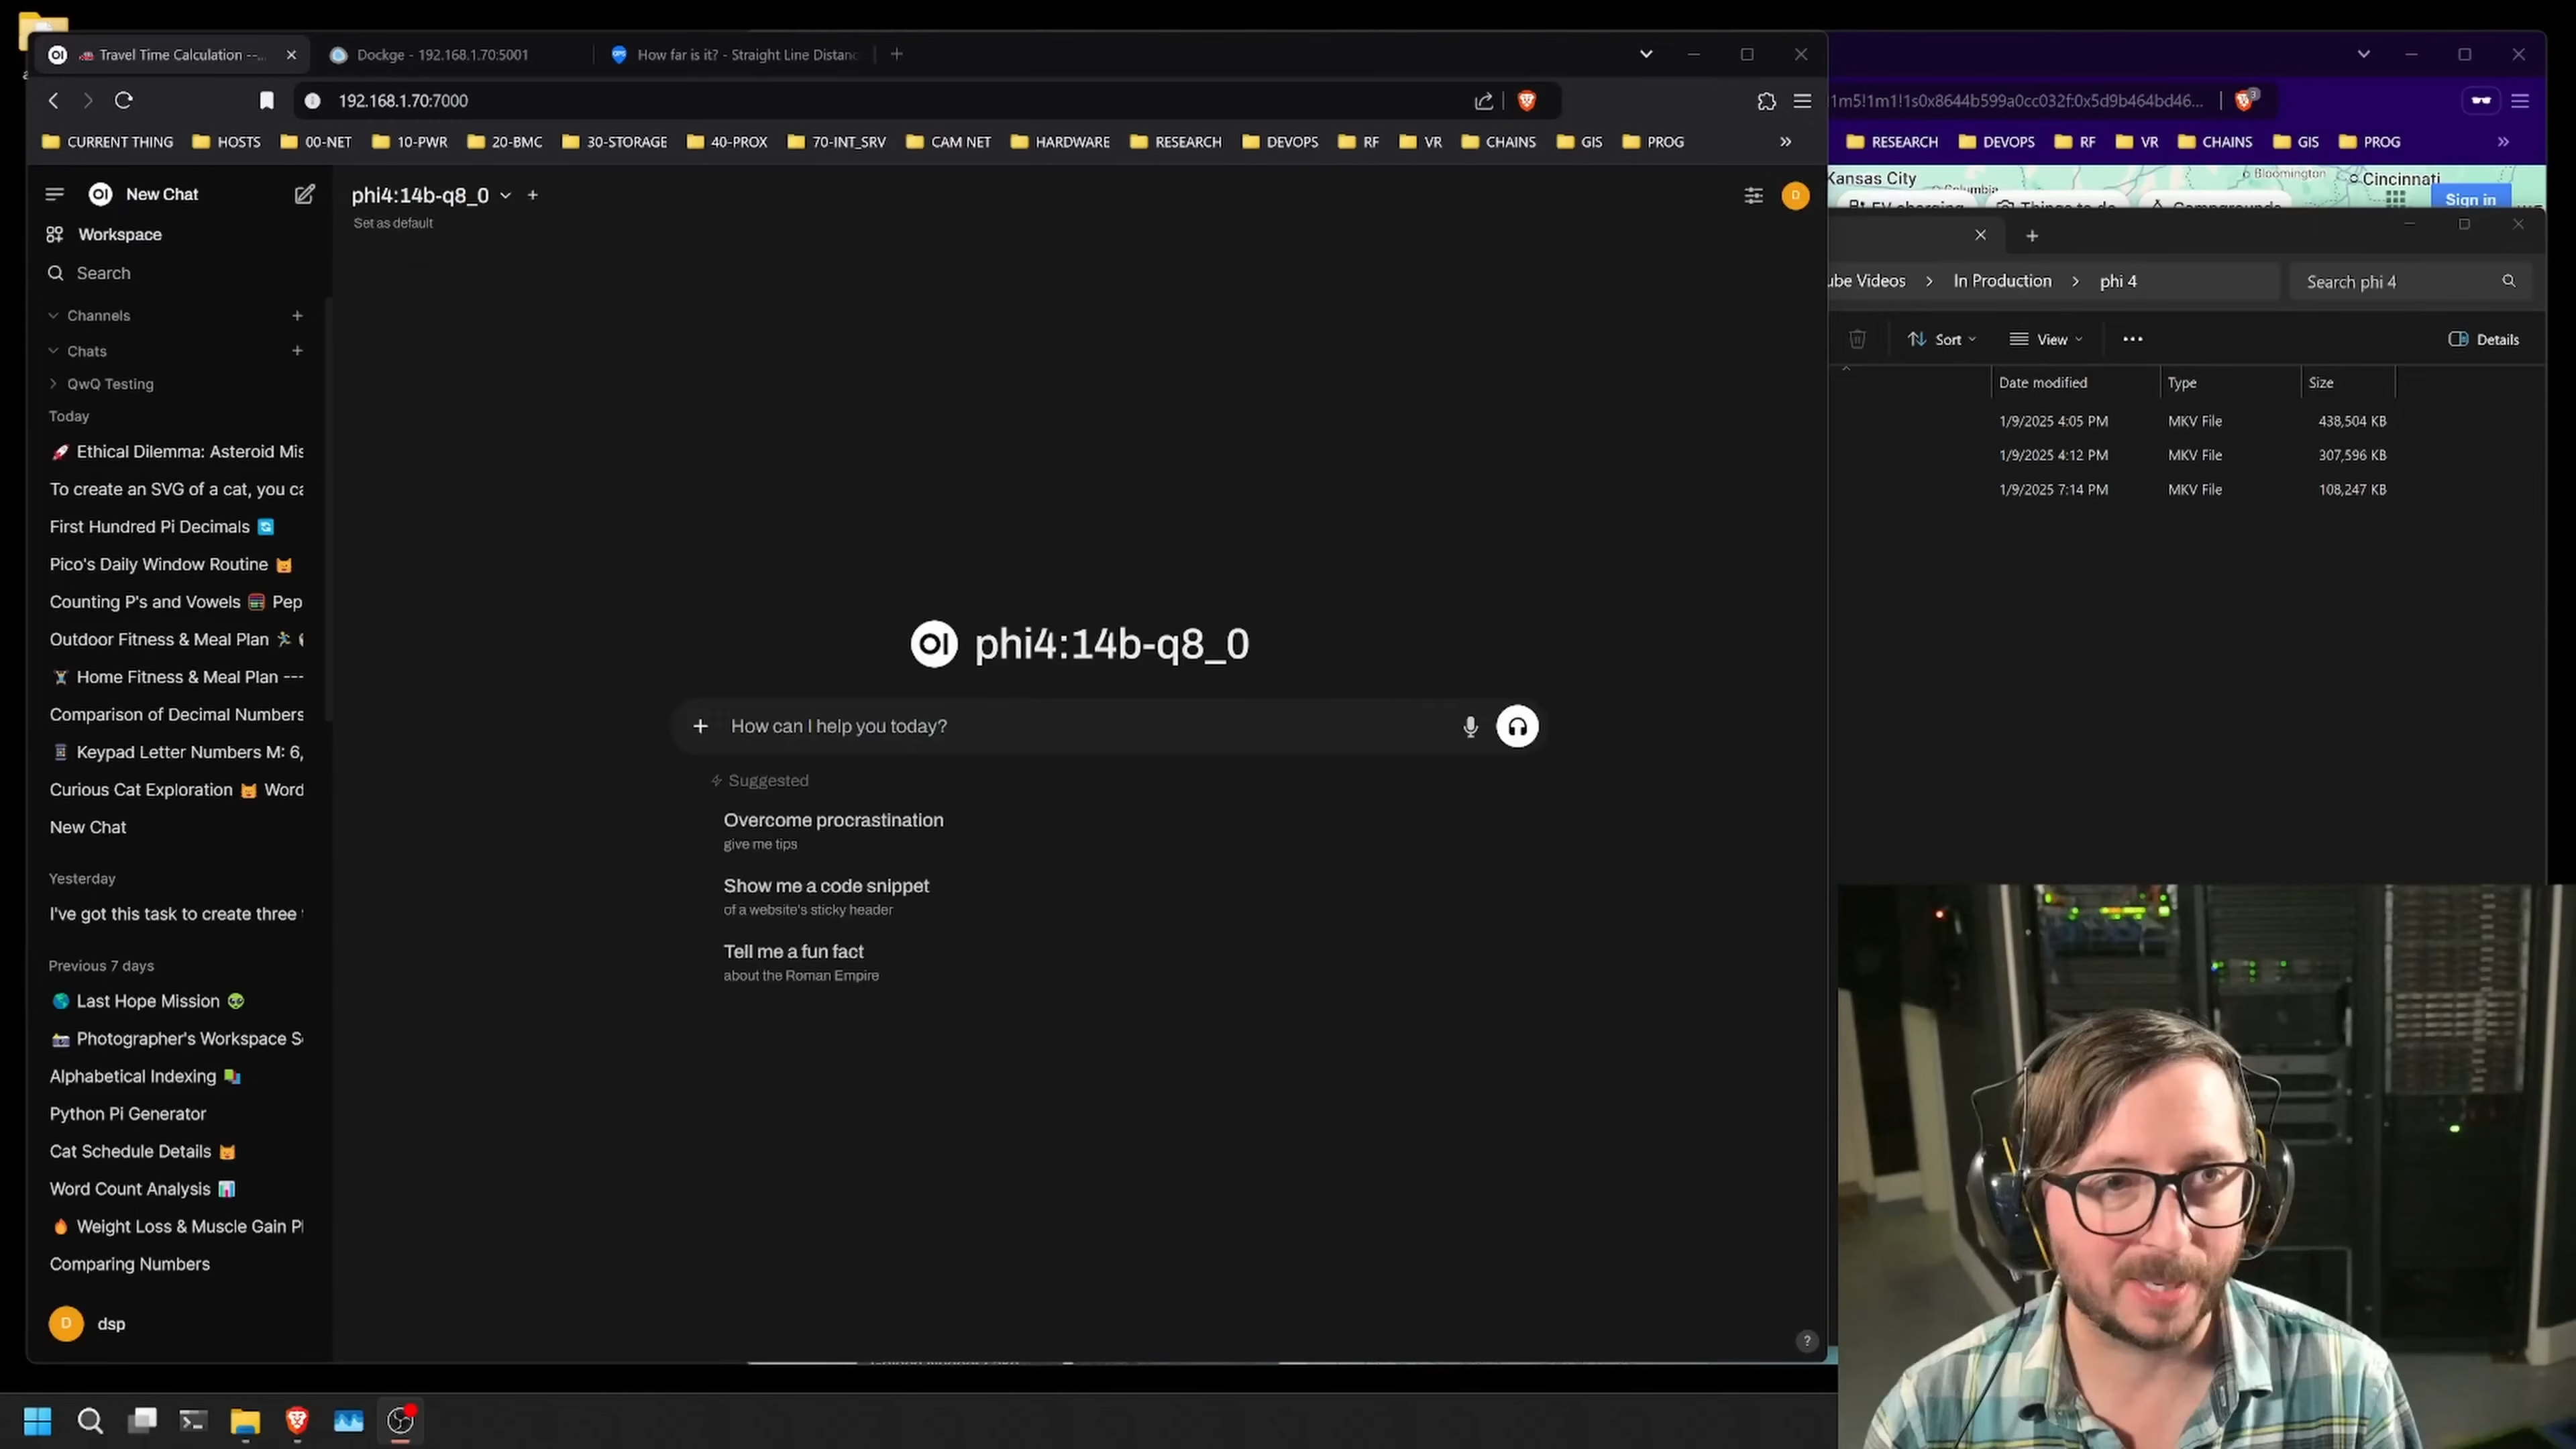 Travel Time Calculation --...
Dockge - 192.168.1.70:5001
How far is it? - Straight Line Distanc
192.168.1.70:7000
1m5!1m1!1s0x8644b599a0cc032f:0x5d9b464bd46...
3
CURRENT THING
HOSTS
00-NET
10-PWR
20-BMC
30-STORAGE
40-PROX
70-INT_SRV
CAM NET
HARDWARE
RESEARCH
DEVOPS
RF
VR
CHAINS
GIS
PROG
»
RESEARCH
DEVOPS
RF
VR
CHAINS
GIS
PROG
»
Kansas City
Columbia
Bloomington
Cincinnati
EV charging
Things to do
Campgrounds
Sign in
OI
New Chat
Workspace
Search
Channels
Chats
QwQ Testing
Today
Ethical Dilemma: Asteroid Mis
To create an SVG of a cat, you ca
First Hundred Pi Decimals
Pico's Daily Window Routine
Counting P's and Vowels Pep
Outdoor Fitness & Meal Plan
Home Fitness & Meal Plan ---
Comparison of Decimal Numbers
Keypad Letter Numbers M: 6,
Curious Cat Exploration Word
New Chat
Yesterday
I've got this task to create three
Previous 7 days
Last Hope Mission
Photographer's Workspace S
Alphabetical Indexing
Python Pi Generator
Cat Schedule Details
Word Count Analysis
Weight Loss & Muscle Gain Pl
Comparing Numbers
D
dsp
phi4:14b-q8_0
Set as default
D
OI phi4:14b-q8_0
How can I help you today?
Suggested
Overcome procrastination
give me tips
Show me a code snippet
of a website's sticky header
Tell me a fun fact
about the Roman Empire
?
ube Videos
In Production
phi 4
Search phi 4
Sort
View
Details
Date modified
Type
Size
1/9/2025 4:05 PM
MKV File
438,504 KB
1/9/2025 4:12 PM
MKV File
307,596 KB
1/9/2025 7:14 PM
MKV File
108,247 KB